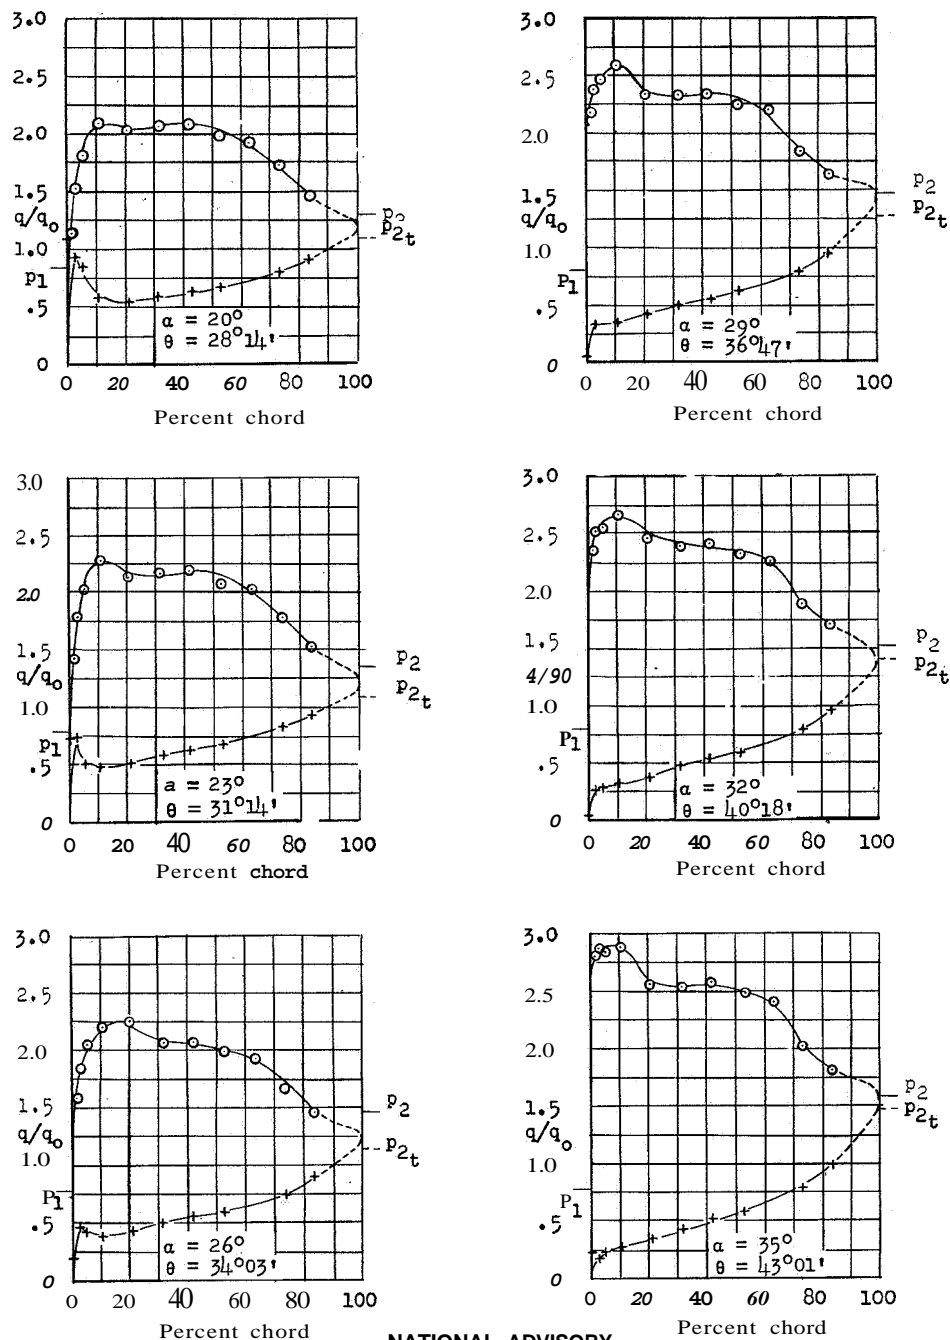 3.0
2.5
2.0
1.5
q/q₀
1.0
p₁
.5
0
p₂
p₂ₜ
α = 20°
θ = 28°14'
0 20 40 60 80 100
Percent chord
3.0
2.5
2.0
1.5
q/q₀
1.0
p₁
.5
0
p₂
p₂ₜ
α = 29°
θ = 36°47'
0 20 40 60 80 100
Percent chord
3.0
2.5
2.0
1.5
q/q₀
1.0
p₁
.5
0
p₂
p₂ₜ
a = 23°
θ = 31°14'
0 20 40 60 80 100
Percent chord
3.0
2.5
2.0
1.5
4/90
1.0
P₁
.5
0
p₂
p₂ₜ
α = 32°
θ = 40°18'
0 20 40 60 80 100
Percent chord
3.0
2.5
2.0
1.5
q/q₀
1.0
P₁
.5
0
p₂
p₂ₜ
α = 26°
θ = 34°03'
0 20 40 60 80 100
Percent chord
3.0
2.5
2.0
1.5
q/q₀
1.0
P₁
.5
0
p₂
p₂ₜ
α = 35°
θ = 43°01'
0 20 40 60 80 100
Percent chord
NATIONAL ADVISORY